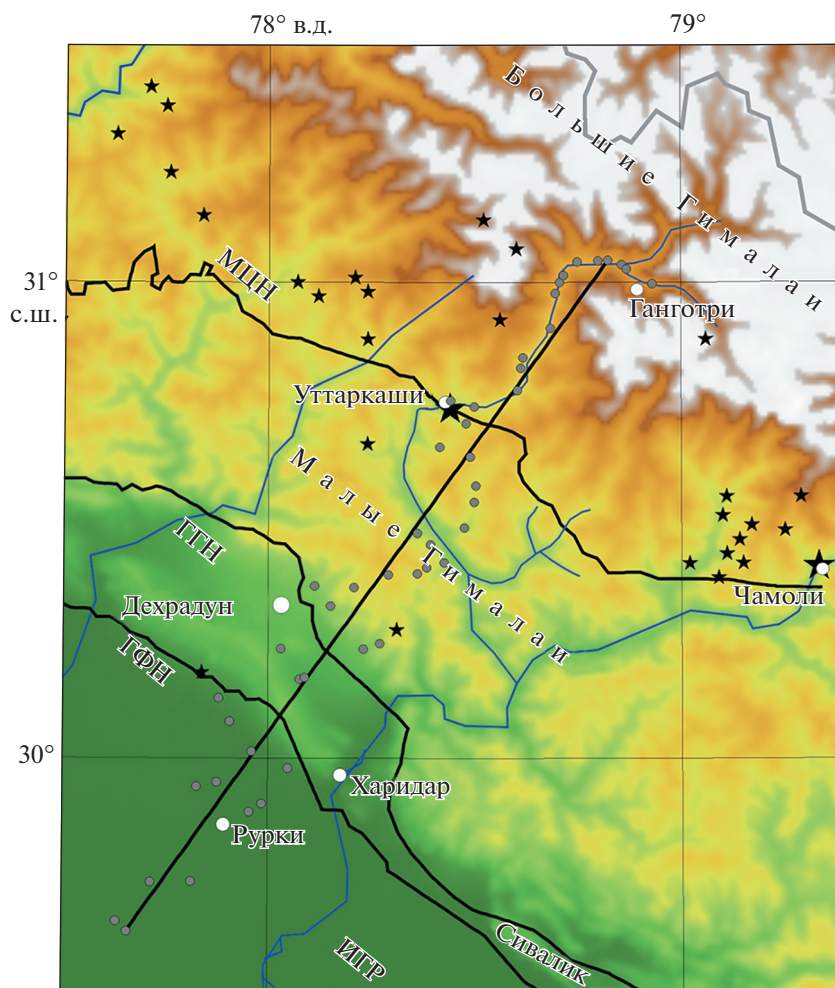 78° в.д.
79°
Большие Гималаи
МЦН
31°
с.ш.
Ганготри
Уттаркаши
Малые Гималаи
ГГН
Дехрадун
Чамоли
ГФН
30°
Харидар
Рурки
Сивалик
ИГР